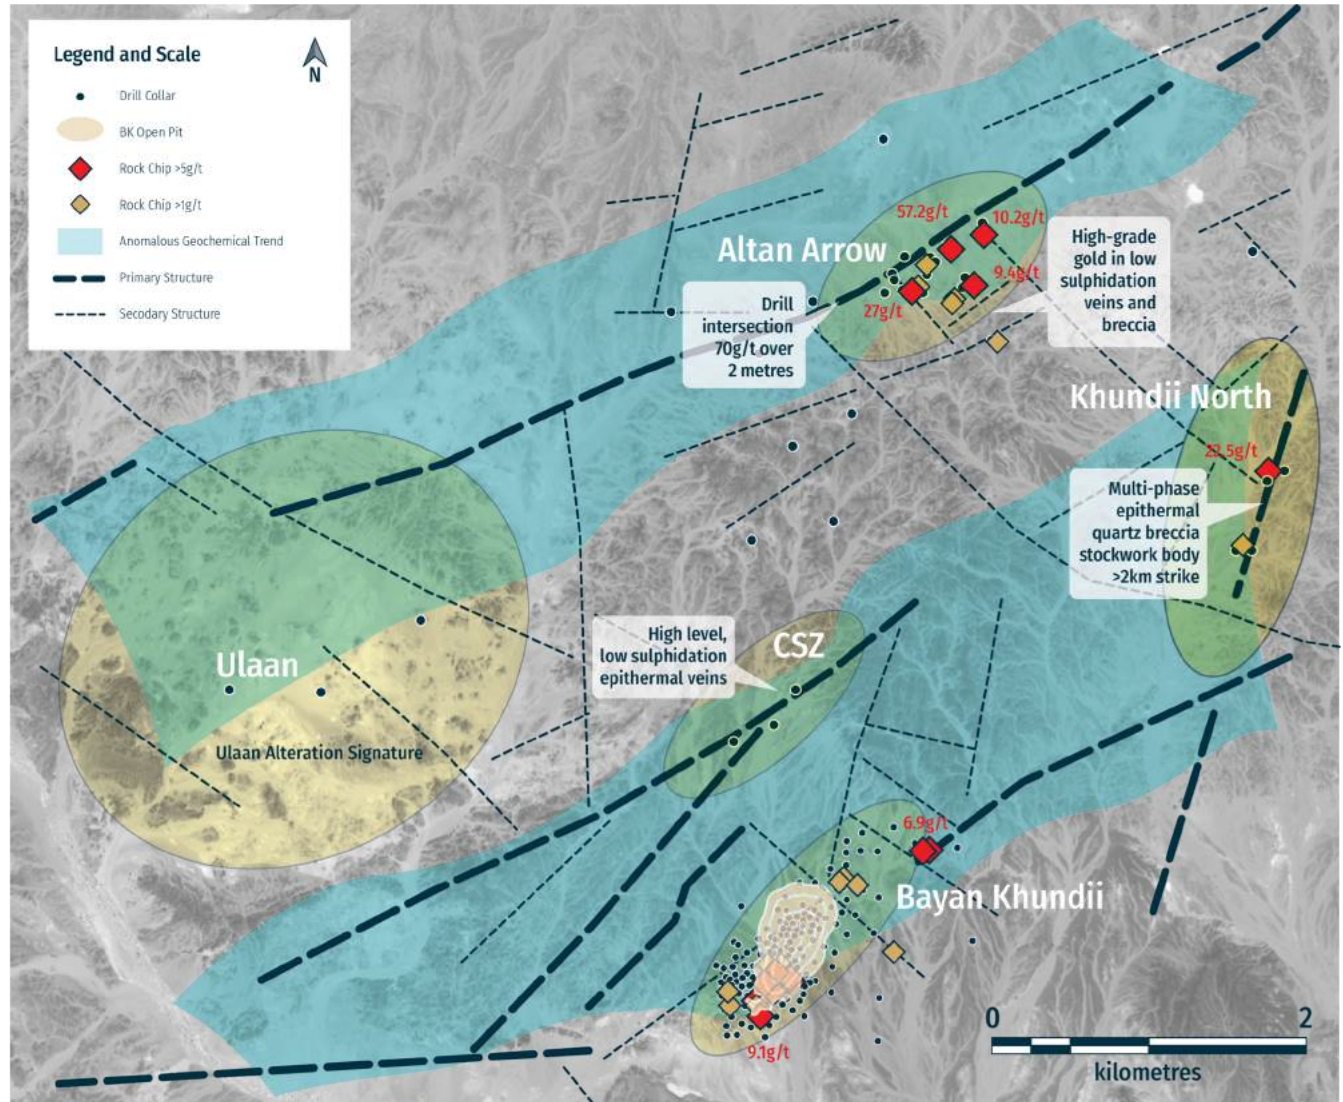 Legend and Scale
N
Drill Collar
BK Open Pit
Rock Chip >5g/t
Rock Chip >1g/t
Anomalous Geochemical Trend
Primary Structure
Secodary Structure
57.2g/t
10.2g/t
Altan Arrow
9.4g/t
27g/t
High-grade
gold in low
sulphidation
veins and
breccia
Drill
intersection
70g/t over
2 metres
Khundii North
22.5g/t
Multi-phase
epithermal
quartz breccia
stockwork body
>2km strike
High level,
low sulphidation
epithermal veins
CSZ
Ulaan
Ulaan Alteration Signature
6.9g/t
Bayan Khundii
9.1g/t
0 2
kilometres